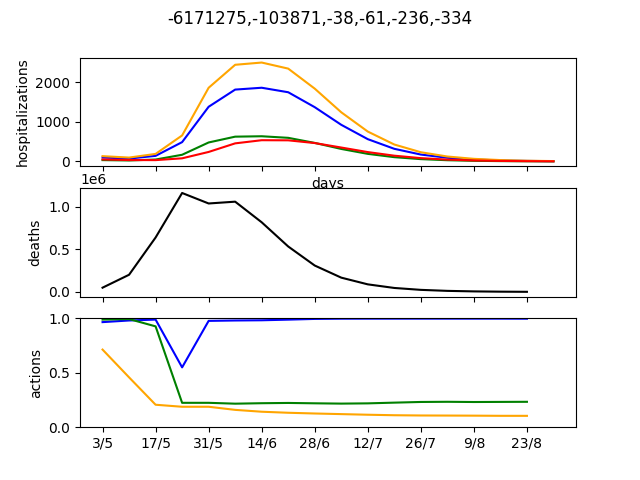 -6171275,-103871,-38,-61,-236,-334
hospitalizations
2000
1000
0
days
1e6
deaths
1.0
0.5
0.0
actions
1.0
0.5
0.0
3/5 17/5 31/5 14/6 28/6 12/7 26/7 9/8 23/8